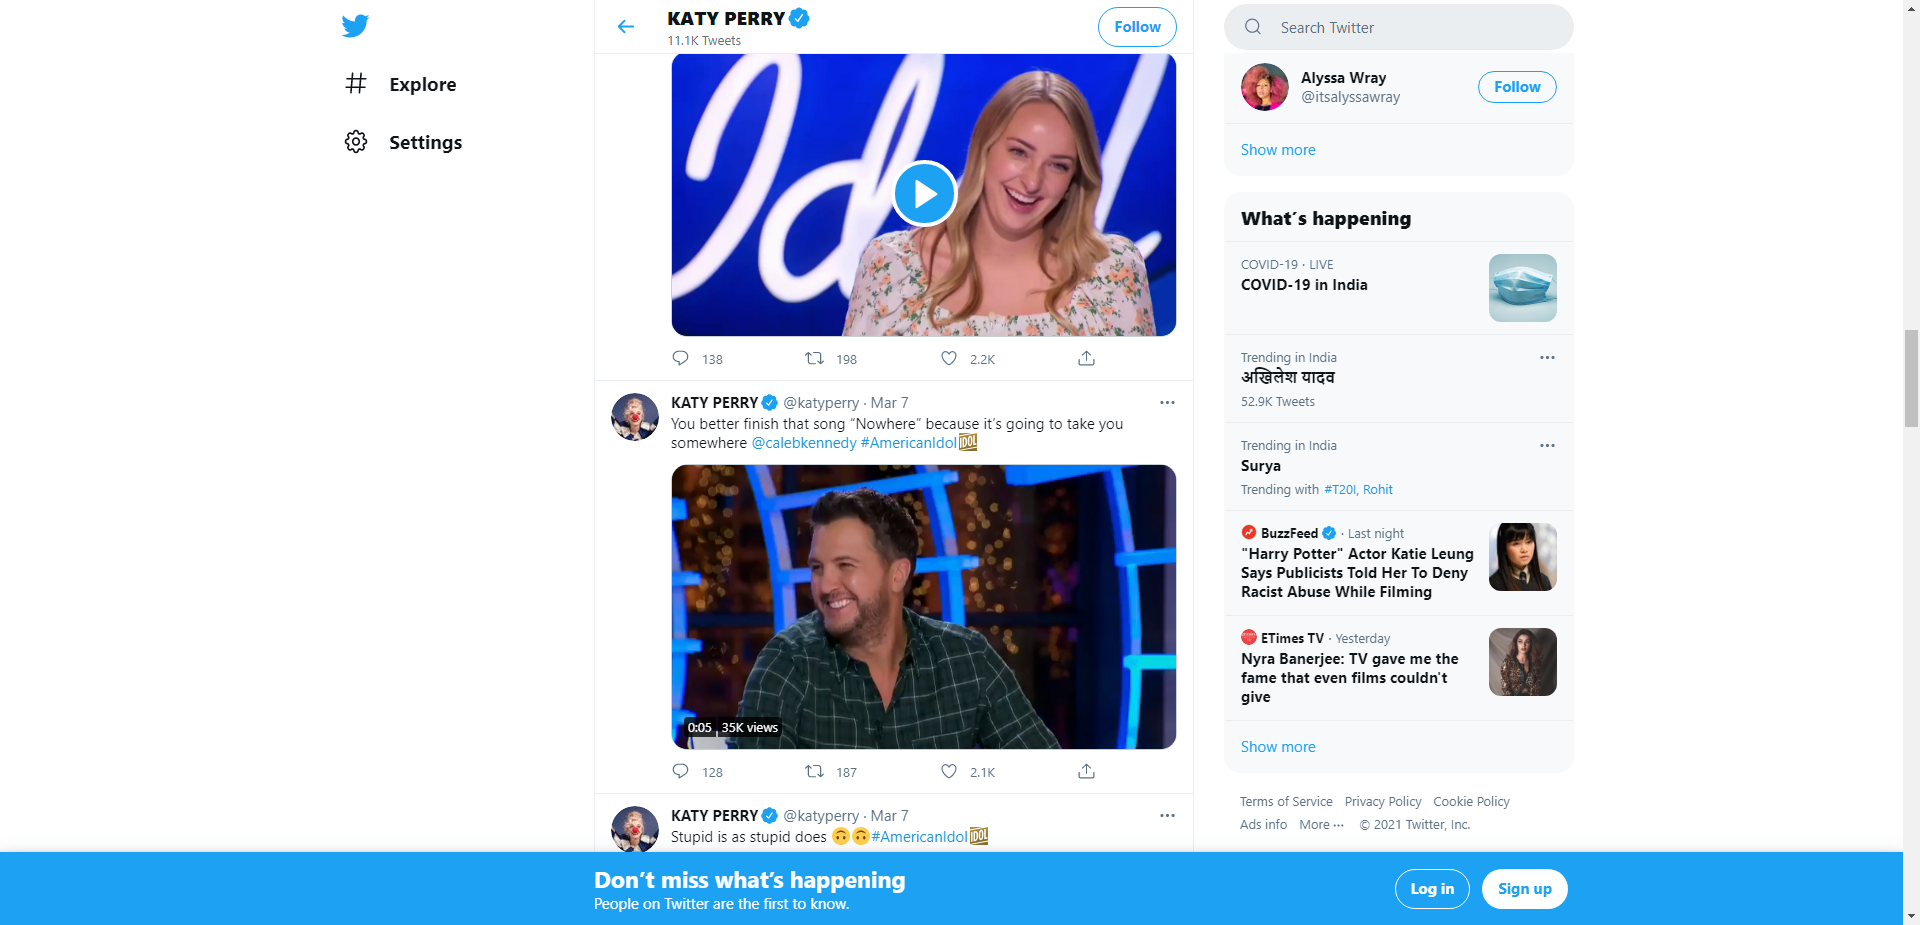 Explore
Settings
KATY PERRY
11.1K Tweets
Follow
Idol
138
198
2.2K
KATY PERRY @katyperry · Mar 7
You better finish that song “Nowhere” because it’s going to take you
somewhere @calebkennedy #AmericanIdol IDOL
0:05 35K views
128
187
2.1K
KATY PERRY @katyperry · Mar 7
Stupid is as stupid does 🙃🙃#AmericanIdol IDOL
Search Twitter
Alyssa Wray
@itsalyssawray
Follow
Show more
What’s happening
COVID-19 · LIVE
COVID-19 in India
Trending in India
अखिलेश यादव
52.9K Tweets
Trending in India
Surya
Trending with #T20I, Rohit
BuzzFeed · Last night
"Harry Potter" Actor Katie Leung
Says Publicists Told Her To Deny
Racist Abuse While Filming
ETimes TV · Yesterday
Nyra Banerjee: TV gave me the
fame that even films couldn't
give
Show more
Terms of Service Privacy Policy Cookie Policy
Ads info More ··· © 2021 Twitter, Inc.
Don’t miss what’s happening
People on Twitter are the first to know.
Log in
Sign up